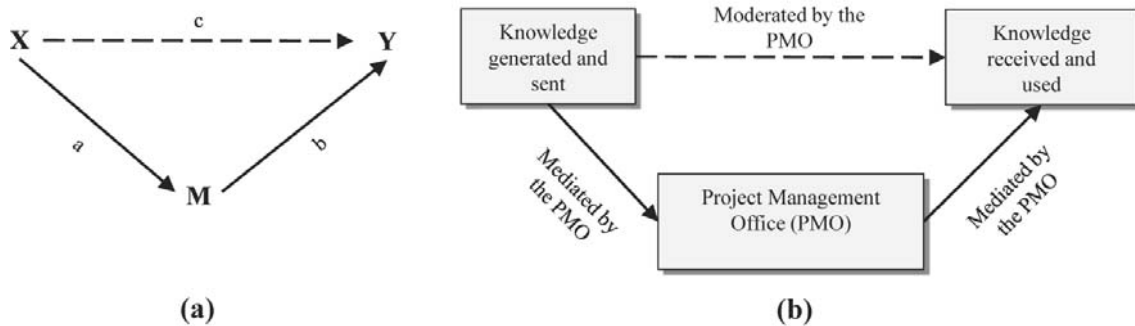 c
X
Y
a
b
M
(a)
Knowledge
generated and
sent
Moderated by the
PMO
Knowledge
received and
used
Mediated by
the PMO
Project Management
Office (PMO)
Mediated by
the PMO
(b)